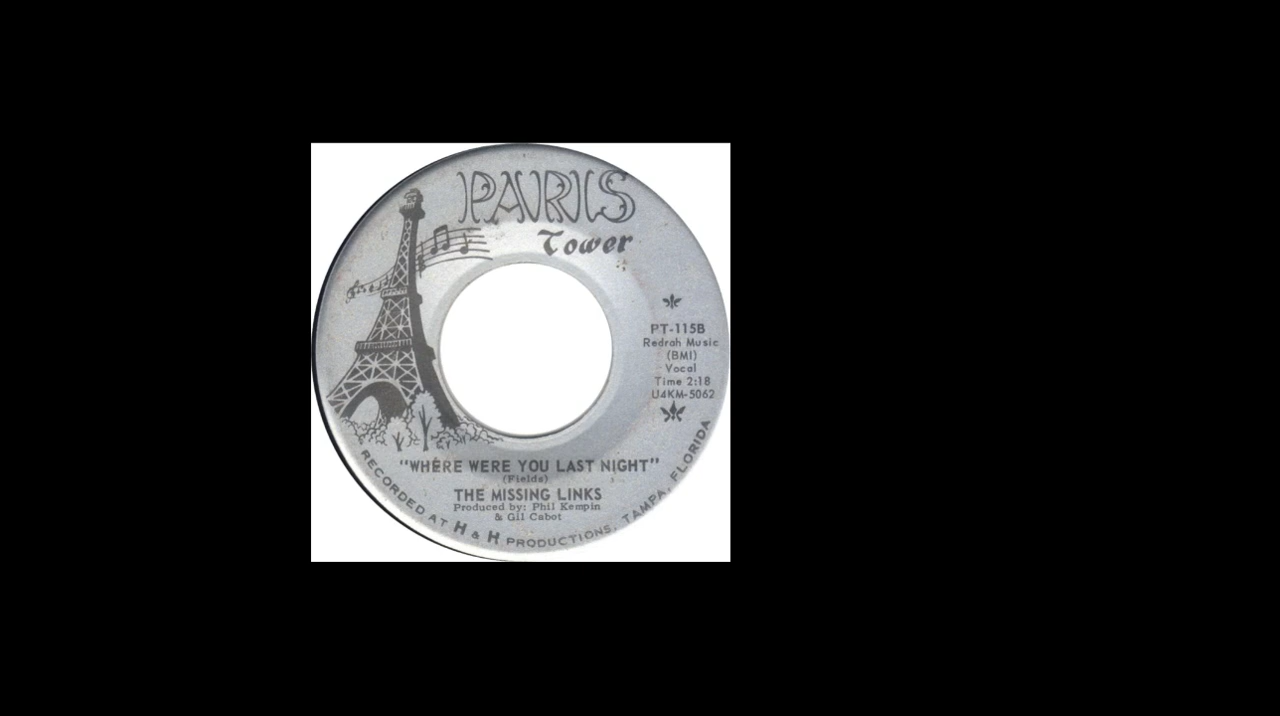 PARIS
Tower
PT-115B
Redrah Music
(BMI)
Vocal
Time 2:18
U4KM-5062
"WHERE WERE YOU LAST NIGHT"
(Fields)
THE MISSING LINKS
Produced by: Phil Kempin
& Gil Cabot
RECORDED AT H & H PRODUCTIONS, TAMPA, FLORIDA